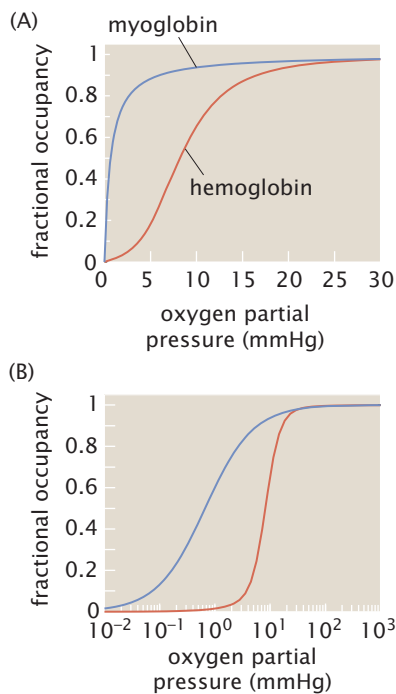 (A)
myoglobin
1
0.8
0.6
0.4
0.2
0
fractional occupancy
hemoglobin
0 5 10 15 20 25 30
oxygen partial
pressure (mmHg)
(B)
1
0.8
0.6
0.4
0.2
0
fractional occupancy
10⁻² 10⁻¹ 10⁰ 10¹ 10² 10³
oxygen partial
pressure (mmHg)